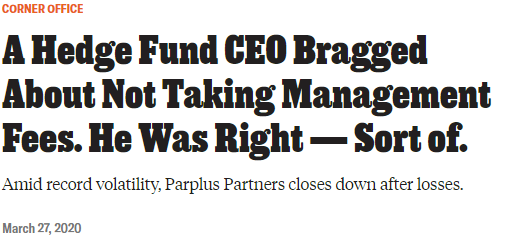 CORNER OFFICE
A Hedge Fund CEO Bragged
About Not Taking Management
Fees. He Was Right — Sort of.
Amid record volatility, Parplus Partners closes down after losses.
March 27, 2020